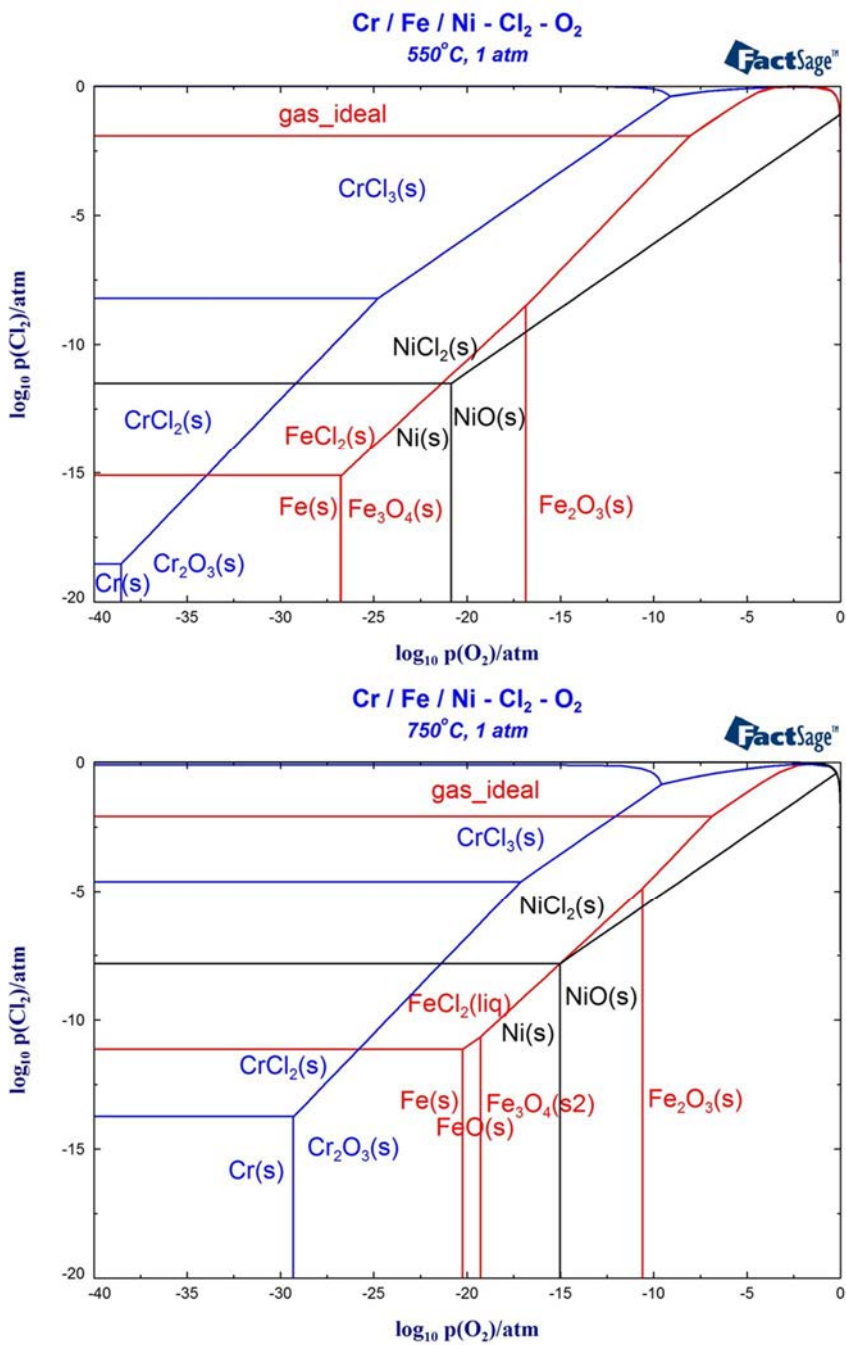 Cr / Fe / Ni - Cl₂ - O₂
550°C, 1 atm
FactSage™
0
gas_ideal
CrCl₃(s)
-5
log₁₀ p(Cl₂)/atm
-10
NiCl₂(s)
CrCl₂(s)
FeCl₂(s)
Ni(s)
NiO(s)
-15
Fe(s)
Fe₃O₄(s)
Fe₂O₃(s)
Cr₂O₃(s)
Cr(s)
-20
-40 -35 -30 -25 -20 -15 -10 -5 0
log₁₀ p(O₂)/atm
Cr / Fe / Ni - Cl₂ - O₂
750°C, 1 atm
FactSage™
0
gas_ideal
CrCl₃(s)
-5
log₁₀ p(Cl₂)/atm
NiCl₂(s)
FeCl₂(liq)
NiO(s)
-10
Ni(s)
CrCl₂(s)
Fe(s)
Fe₃O₄(s2)
Fe₂O₃(s)
FeO(s)
-15
Cr₂O₃(s)
Cr(s)
-20
-40 -35 -30 -25 -20 -15 -10 -5 0
log₁₀ p(O₂)/atm